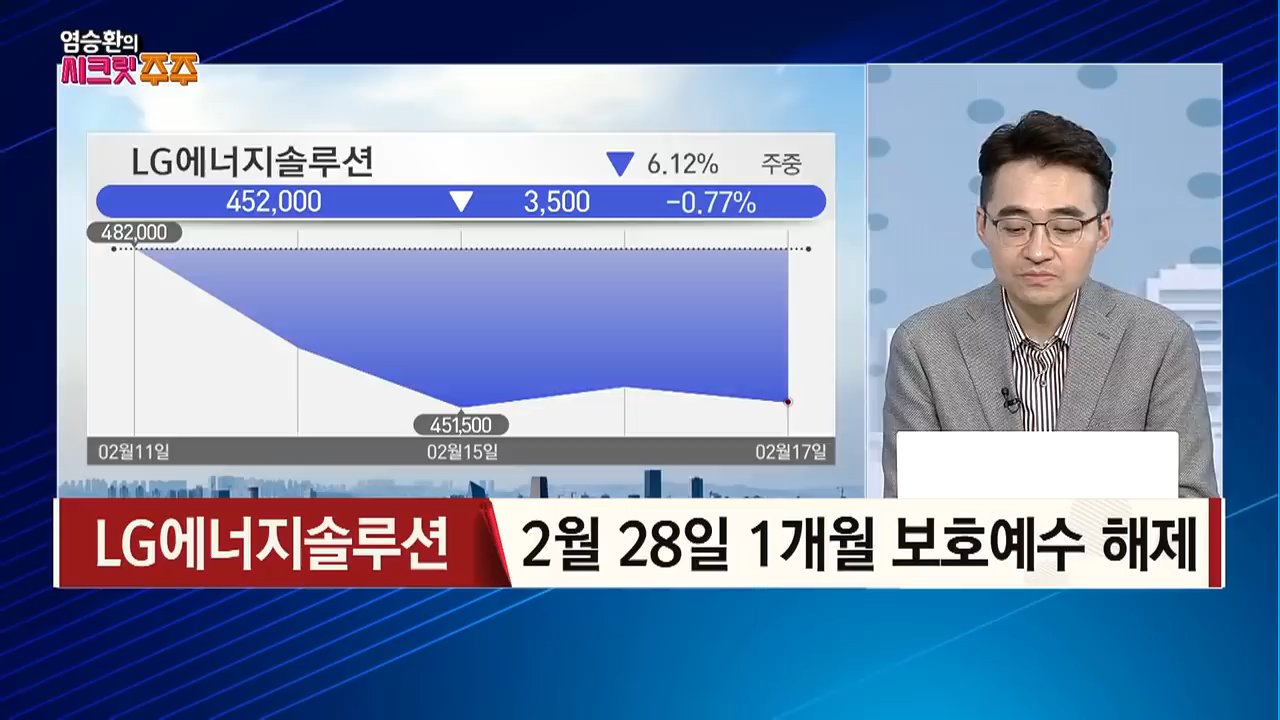 염승환의
시크릿 주주
LG에너지솔루션 ▼ 6.12% 주중
452,000 ▼ 3,500 -0.77%
482,000
451,500
02월11일 02월15일 02월17일
LG에너지솔루션 2월 28일 1개월 보호예수 해제